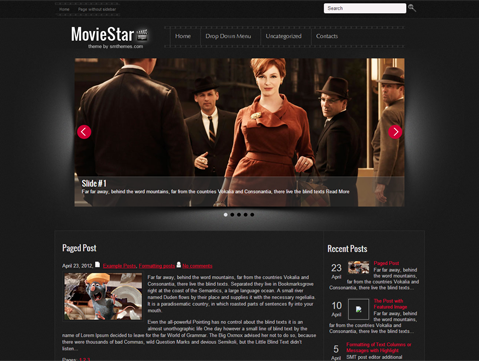 Home Page without sidebar
Search
MovieStar
theme by smthemes.com
Home Drop Down Menu Uncategorized Contacts
Slide #1
Far far away, behind the word mountains, far from the countries Vokalia and Consonantia, there live the blind texts Read More
Paged Post
April 23, 2012, Example Posts, Formatting posts No comments
Far far away, behind the word mountains, far from the countries Vokalia and
Consonantia, there live the blind texts. Separated they live in Bookmarksgrove
right at the coast of the Semantics, a large language ocean. A small river
named Duden flows by their place and supplies it with the necessary regelialia.
It is a paradisematic country, in which roasted parts of sentences fly into your
mouth.
Even the all-powerful Pointing has no control about the blind texts it is an
almost unorthographic life One day however a small line of blind text by the
name of Lorem Ipsum decided to leave for the far World of Grammar. The Big Oxmox advised her not to do so, because
there were thousands of bad Commas, wild Question Marks and devious Semikoli, but the Little Blind Text didn't
listen...
Pages:
Recent Posts
23
April
Paged Post
Far far away, behind
the word mountains,
far from the countries Vokalia and
Consonantia, there live the blind texts...
10
April
The Post with
Featured Image
Far far away, behind
the word mountains,
far from the countries Vokalia and
Consonantia, there live the blind texts...
5
April
Formatting of Text Columns or
Messages with Highlight
SMT post editor additional